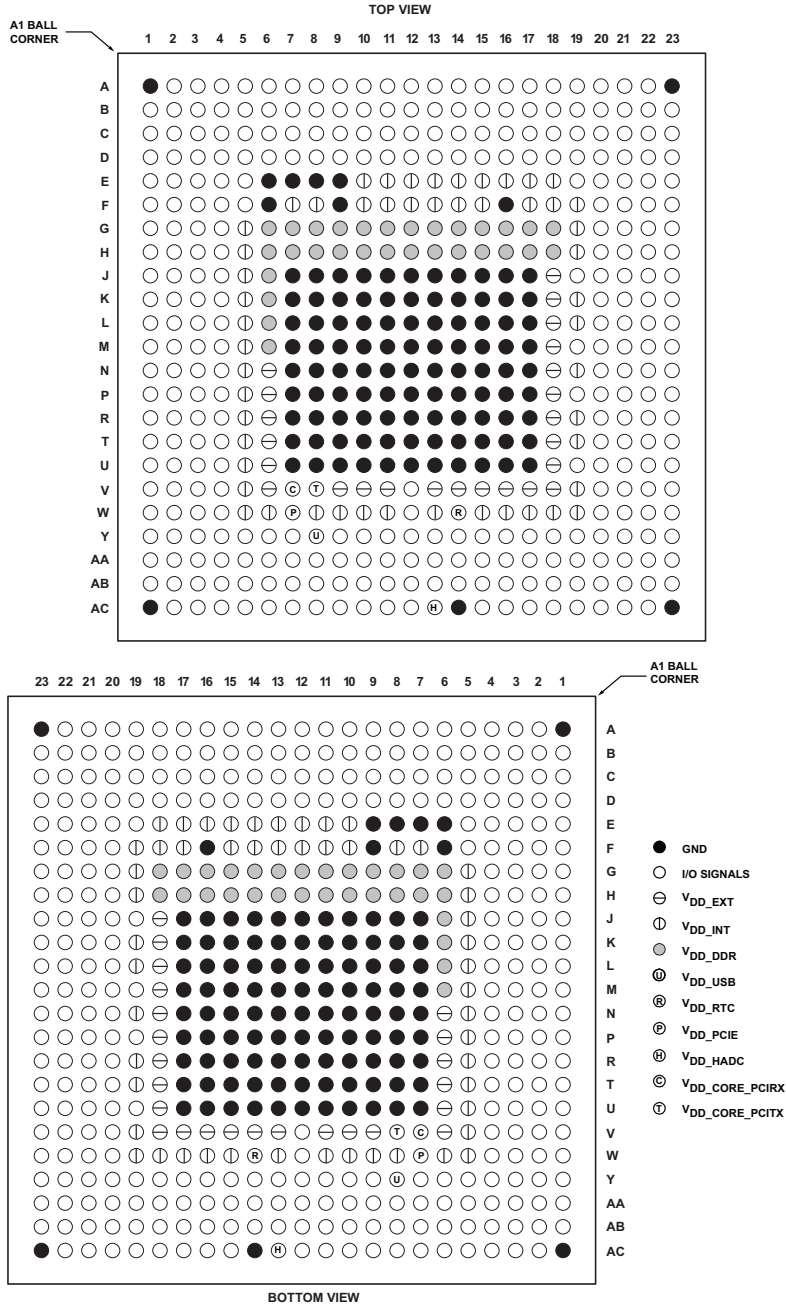 TOP VIEW
A1 BALL
CORNER
1 2 3 4 5 6 7 8 9 10 11 12 13 14 15 16 17 18 19 20 21 22 23
A
B
C
D
E
F
G
H
J
K
L
M
N
P
R
T
U
V C T
W P R
Y U
AA
AB
AC H
A1 BALL
CORNER
23 22 21 20 19 18 17 16 15 14 13 12 11 10 9 8 7 6 5 4 3 2 1
A
B
C
D
E
F
G
H
J
K
L
M
N
P
R
T
U
T C V
R P W
U Y
AA
AB
H AC
GND
I/O SIGNALS
VDD_EXT
VDD_INT
VDD_DDR
U VDD_USB
R VDD_RTC
P VDD_PCIE
H VDD_HADC
C VDD_CORE_PCIRX
T VDD_CORE_PCITX
BOTTOM VIEW